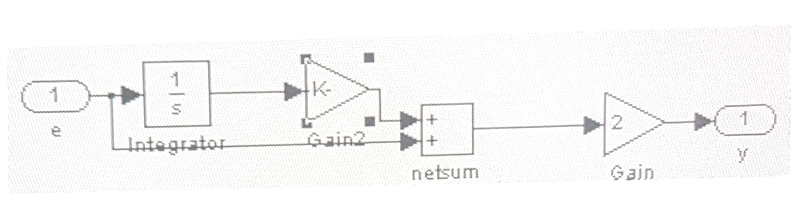 1
e
1
s
Integrator
K-
Gain2
+
+
netsum
2
Gain
1
y